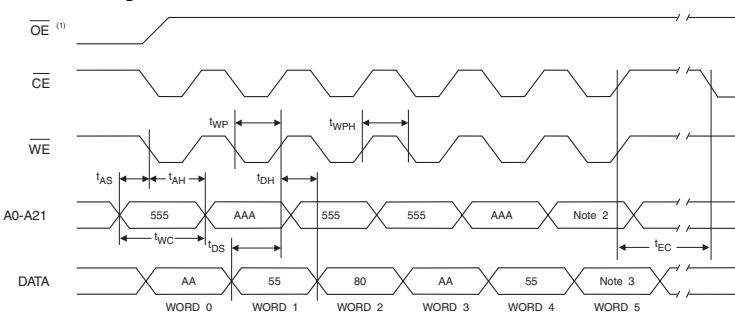 OE (1)
CE
tWP
tWPH
WE
tAS
tAH
tDH
A0-A21
555
AAA
555
555
AAA
Note 2
tWC
tDS
tEC
DATA
AA
55
80
AA
55
Note 3
WORD 0
WORD 1
WORD 2
WORD 3
WORD 4
WORD 5